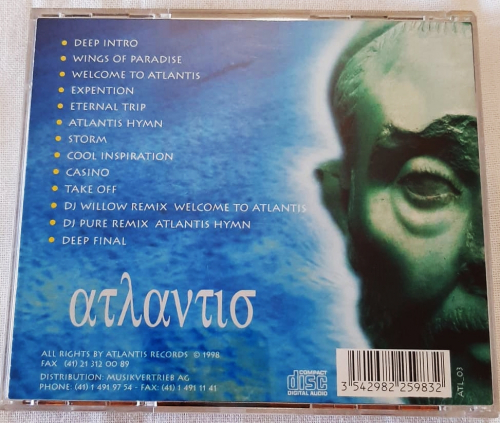 DEEP INTRO
WINGS OF PARADISE
WELCOME TO ATLANTIS
EXPENTION
ETERNAL TRIP
ATLANTIS HYMN
STORM
COOL INSPIRATION
CASINO
TAKE OFF
DJ WILLOW REMIX WELCOME TO ATLANTIS
DJ PURE REMIX ATLANTIS HYMN
DEEP FINAL
ατλαντισ
ALL RIGHTS BY ATLANTIS RECORDS © 1998
FAX (41) 21 312 00 89
DISTRIBUTION: MUSIKVERTRIEB AG
PHONE: (41) 1 491 97 54 - FAX: (41) 1 491 11 41
COMPACT
disc
DIGITAL AUDIO
3 542982 259832
ATL_03